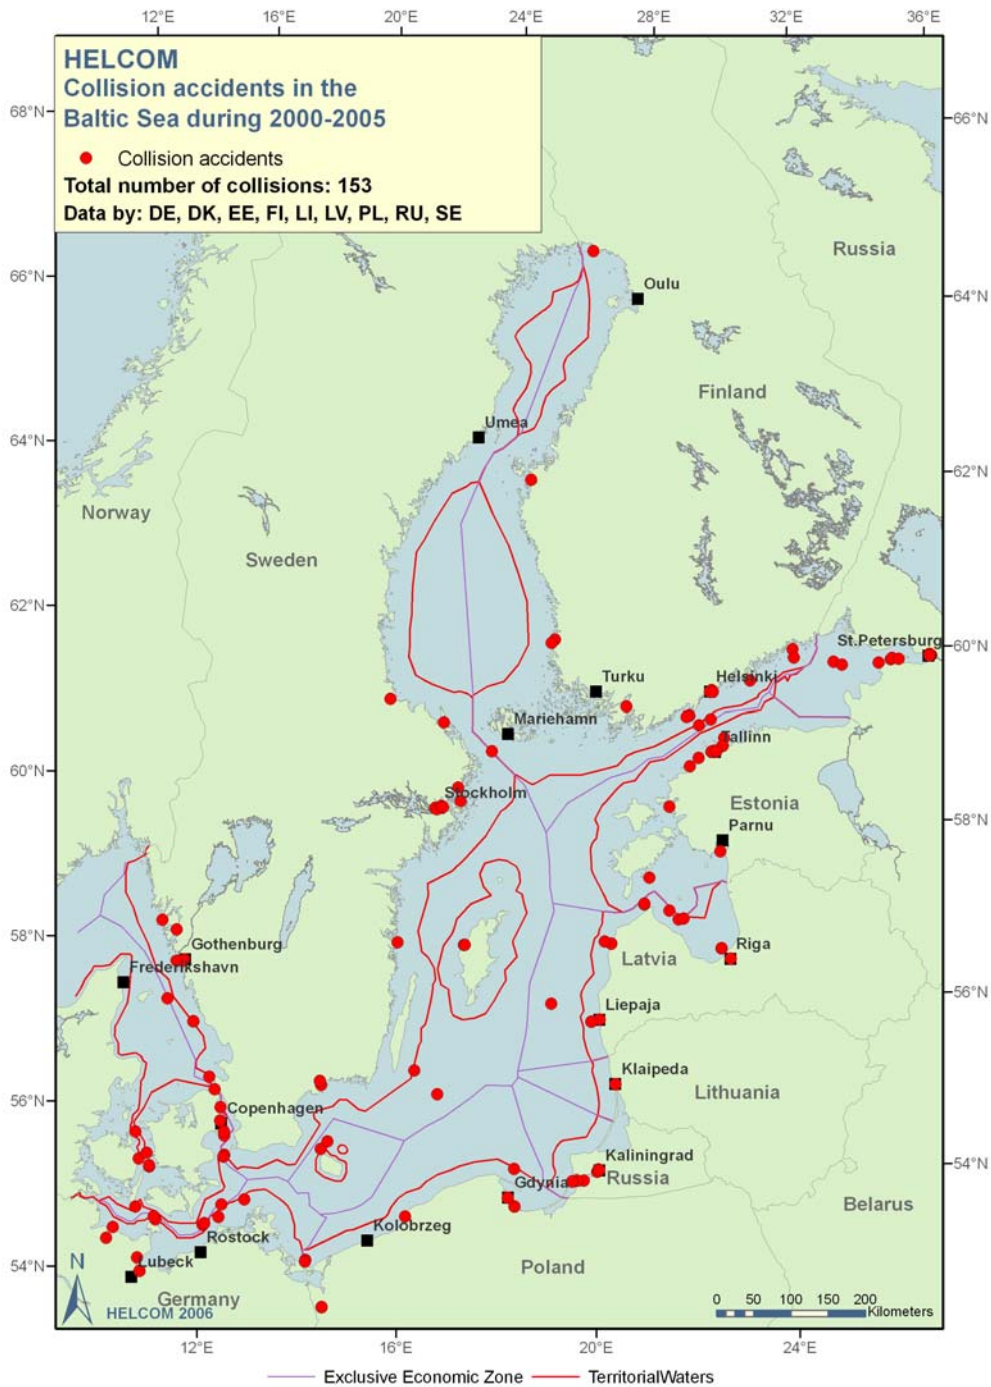 12°E 16°E 20°E 24°E 28°E 32°E 36°E
HELCOM
Collision accidents in the
Baltic Sea during 2000-2005
Collision accidents
Total number of collisions: 153
Data by: DE, DK, EE, FI, LI, LV, PL, RU, SE
68°N
66°N
Russia
66°N
Oulu
64°N
Finland
Umea
64°N
62°N
Norway
Sweden
62°N
St.Petersburg
60°N
Turku
Helsinki
Mariehamn
Tallinn
60°N
Stockholm
Estonia
58°N
Parnu
58°N
Gothenburg
Riga
Latvia
Frederikshavn
56°N
Liepaja
Klaipeda
Lithuania
56°N
Copenhagen
Kaliningrad
54°N
Russia
Gdynia
Belarus
Kolobrzeg
Rostock
54°N
N
Lubeck
Poland
Germany
HELCOM 2006
0 50 100 150 200
Kilometers
12°E 16°E 20°E 24°E
Exclusive Economic Zone TerritorialWaters